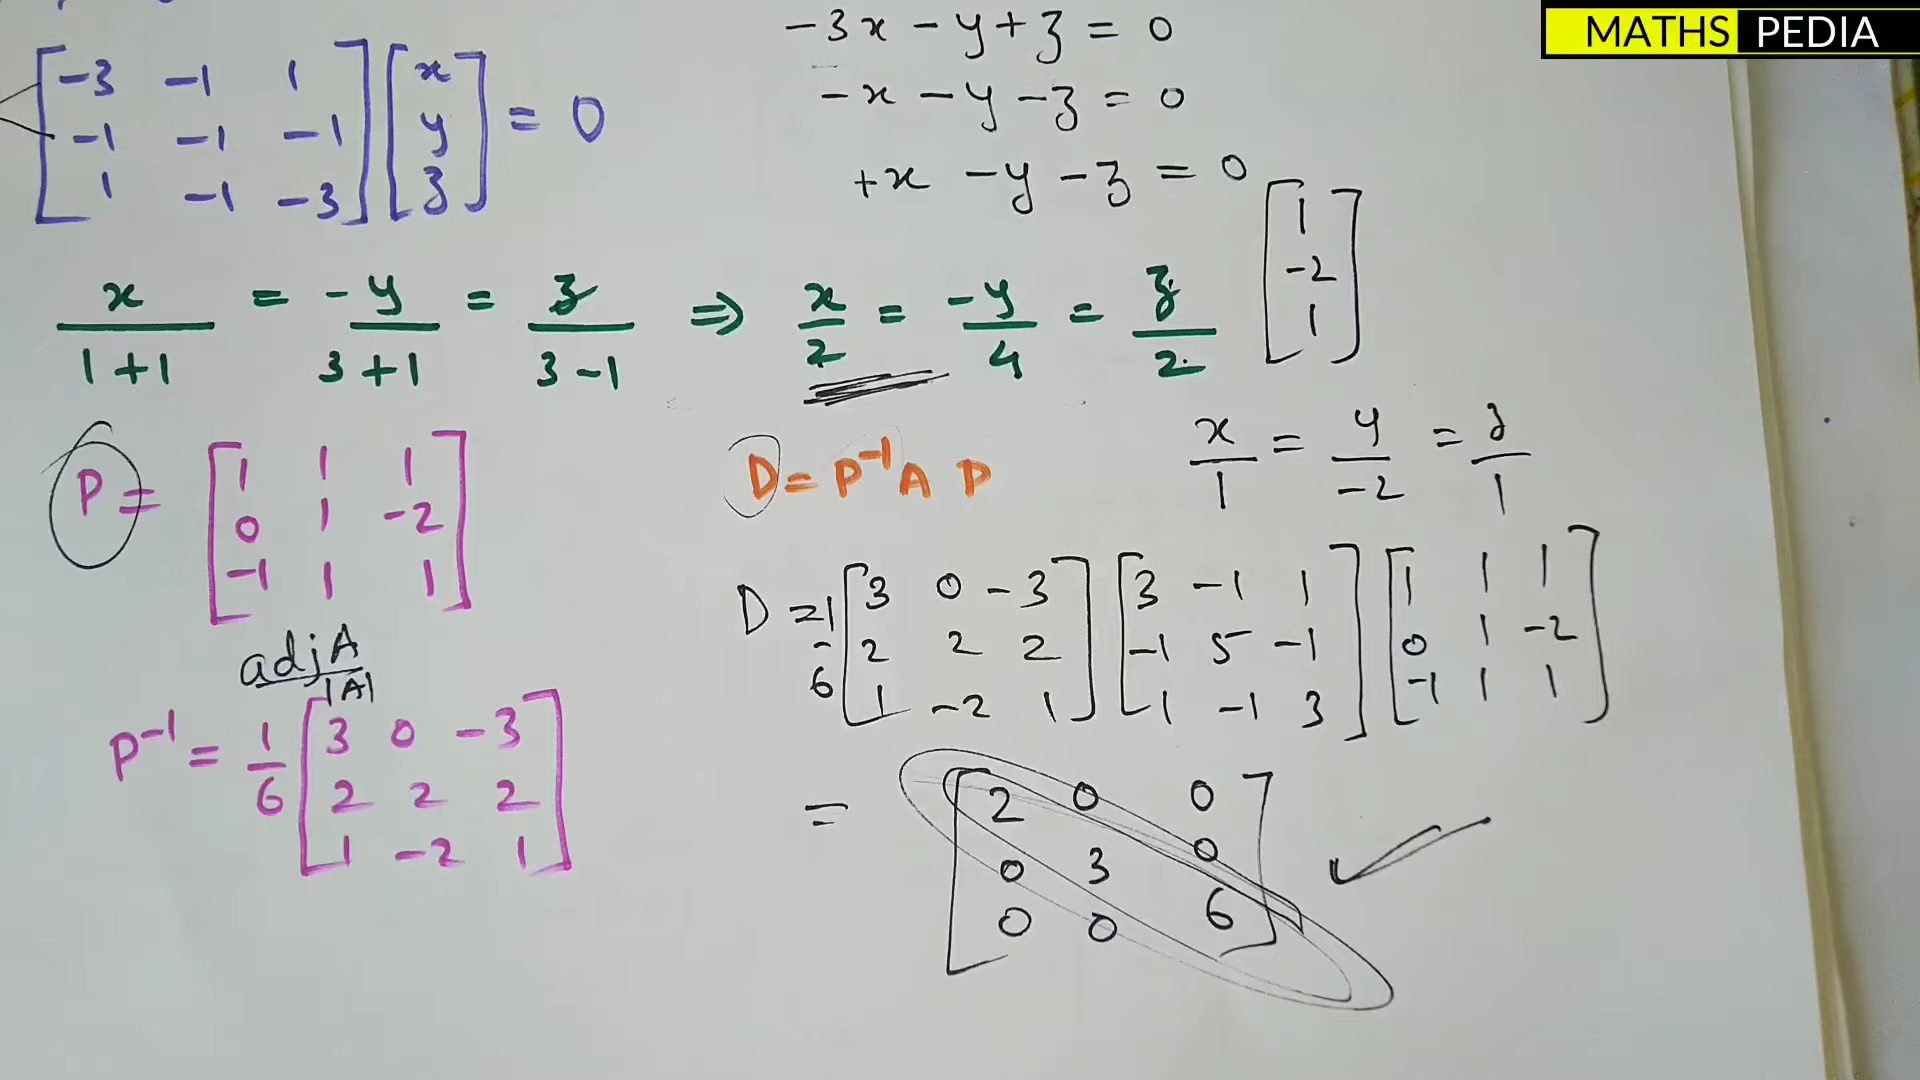 MATHS PEDIA
-3x - y + z = 0
-x - y - z = 0
+x - y - z = 0
[-3 -1 1] [x]
[-1 -1 -1] [y] = 0
[1 -1 -3] [z]
x/1+1 = -y/3+1 = z/3-1 ⇒ x/2 = -y/4 = z/2
[1]
[-2]
[1]
x/1 = y/-2 = z/1
P = [1 1 1]
[0 1 -2]
[-1 1 1]
adjA/|A|
P⁻¹ = 1/6 [3 0 -3]
[2 2 2]
[1 -2 1]
D = P⁻¹ A P
D = 1/6 [3 0 -3] [3 -1 1] [1 1 1]
[2 2 2] [-1 5 -1] [0 1 -2]
[1 -2 1] [1 -1 3] [-1 1 1]
= [2 0 0]
[0 3 0]
[0 0 6]